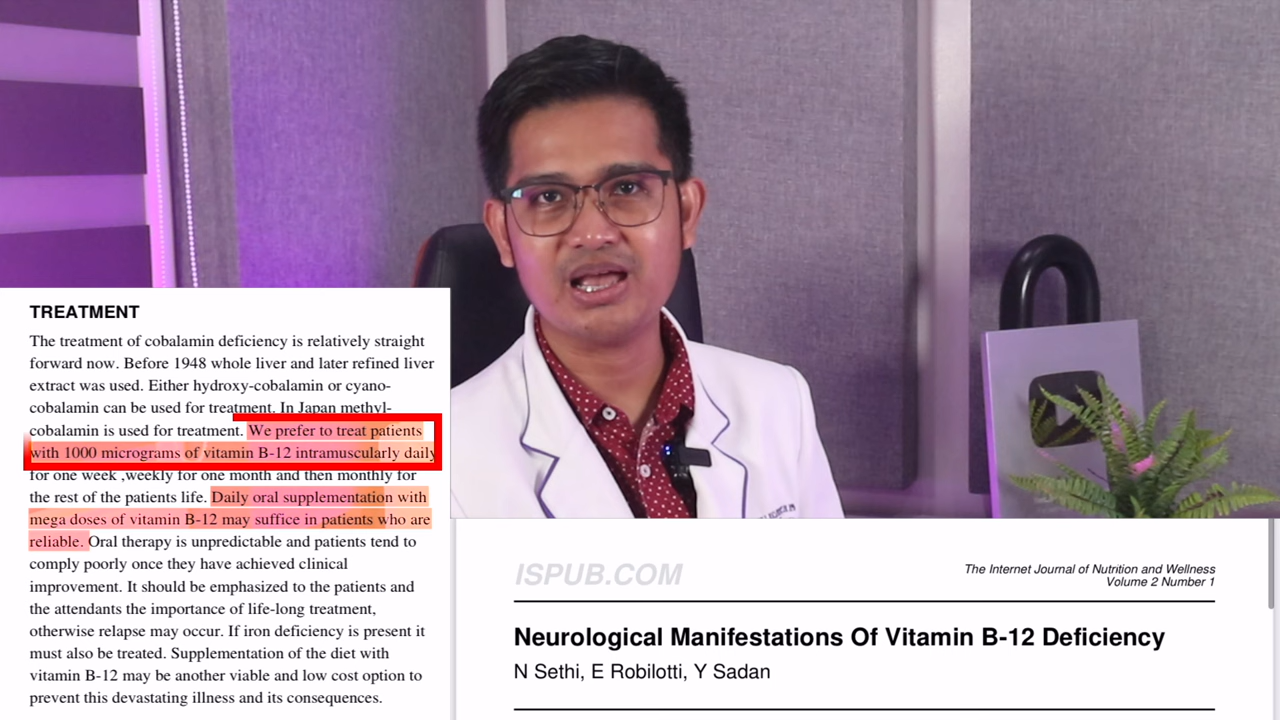 TREATMENT
The treatment of cobalamin deficiency is relatively straight
forward now. Before 1948 whole liver and later refined liver
extract was used. Either hydroxy-cobalamin or cyano-
cobalamin can be used for treatment. In Japan methyl-
cobalamin is used for treatment. We prefer to treat patients
with 1000 micrograms of vitamin B-12 intramuscularly daily
for one week ,weekly for one month and then monthly for
the rest of the patients life. Daily oral supplementation with
mega doses of vitamin B-12 may suffice in patients who are
reliable. Oral therapy is unpredictable and patients tend to
comply poorly once they have achieved clinical
improvement. It should be emphasized to the patients and
the attendants the importance of life-long treatment,
otherwise relapse may occur. If iron deficiency is present it
must also be treated. Supplementation of the diet with
vitamin B-12 may be another viable and low cost option to
prevent this devastating illness and its consequences.
ISPUB.COM
The Internet Journal of Nutrition and Wellness
Volume 2 Number 1
Neurological Manifestations Of Vitamin B-12 Deficiency
N Sethi, E Robilotti, Y Sadan